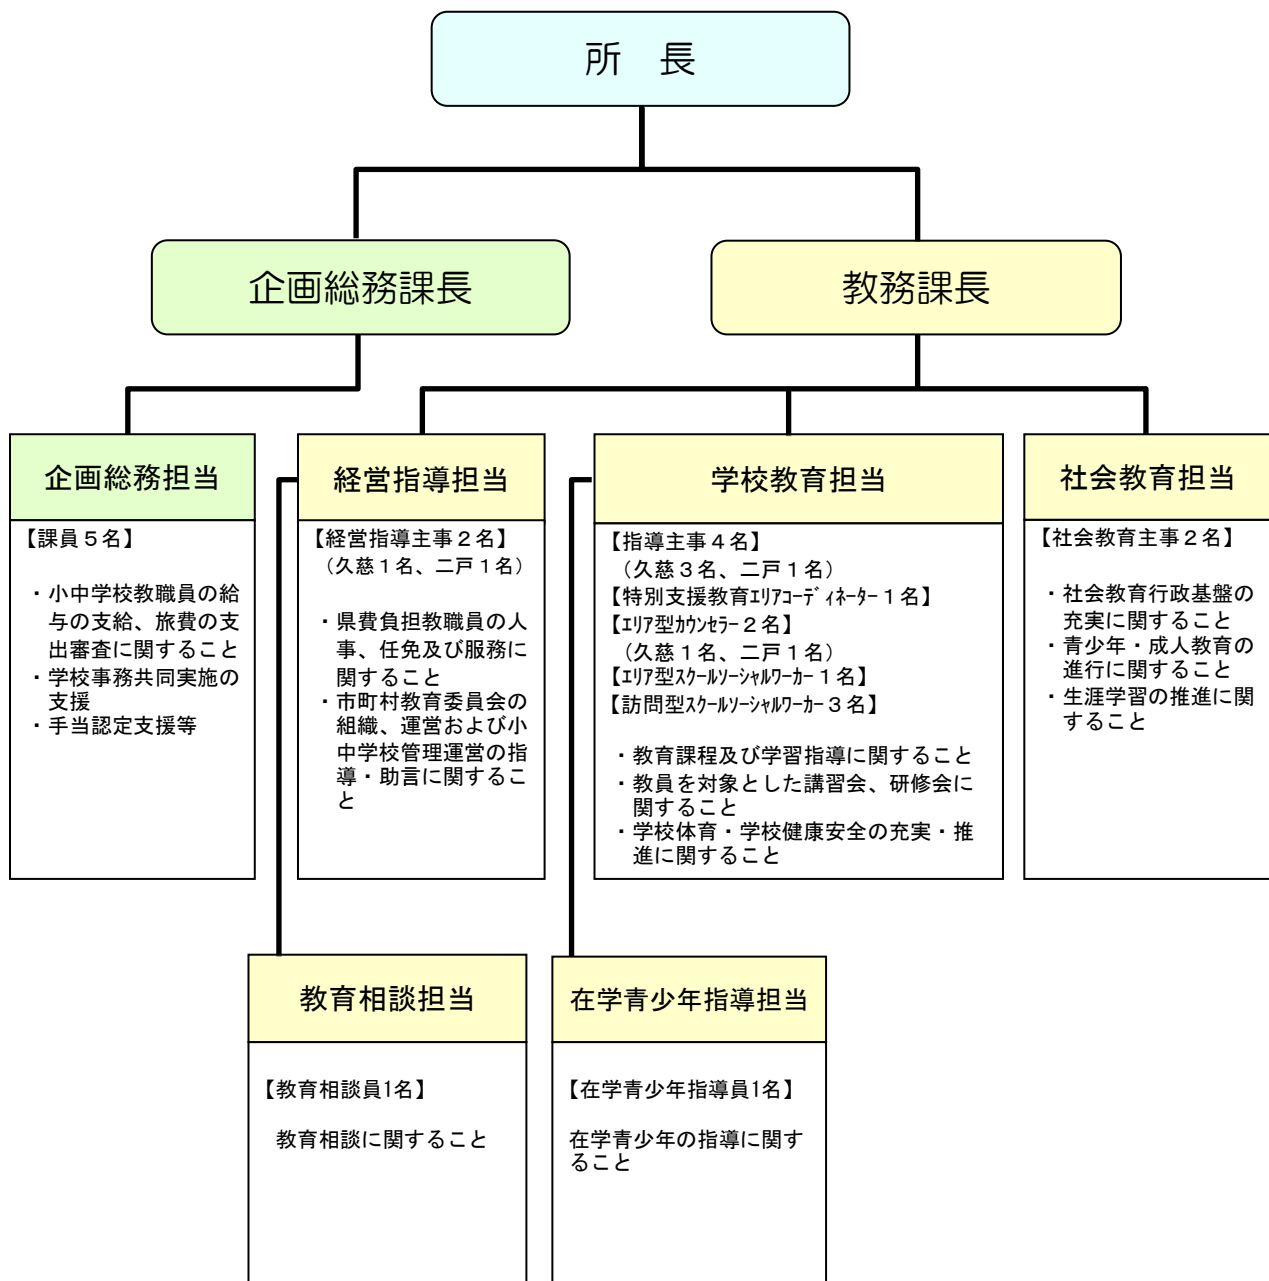 所　長
企画総務課長
教務課長
企画総務担当
【課員５名】
・小中学校教職員の給
与の支給、旅費の支
出審査に関すること
・学校事務共同実施の
支援
・手当認定支援等
経営指導担当
【経営指導主事２名】
（久慈１名、二戸１名）
・県費負担教職員の人
事、任免及び服務に
関すること
・市町村教育委員会の
組織、運営および小
中学校管理運営の指
導・助言に関するこ
と
学校教育担当
【指導主事４名】
（久慈３名、二戸１名）
【特別支援教育ｴﾘｱｺｰﾃﾞｨﾈｰﾀｰ１名】
【ｴﾘｱ型ｶｳﾝｾﾗｰ２名】
（久慈１名、二戸１名）
【ｴﾘｱ型ｽｸｰﾙｿｰｼｬﾙﾜｰｶｰ１名】
【訪問型ｽｸｰﾙｿｰｼｬﾙﾜｰｶｰ３名】
・教育課程及び学習指導に関すること
・教員を対象とした講習会、研修会に
関すること
・学校体育・学校健康安全の充実・推
進に関すること
社会教育担当
【社会教育主事２名】
・社会教育行政基盤の
充実に関すること
・青少年・成人教育の
進行に関すること
・生涯学習の推進に関
すること
教育相談担当
【教育相談員1名】
教育相談に関すること
在学青少年指導担当
【在学青少年指導員1名】
在学青少年の指導に関す
ること